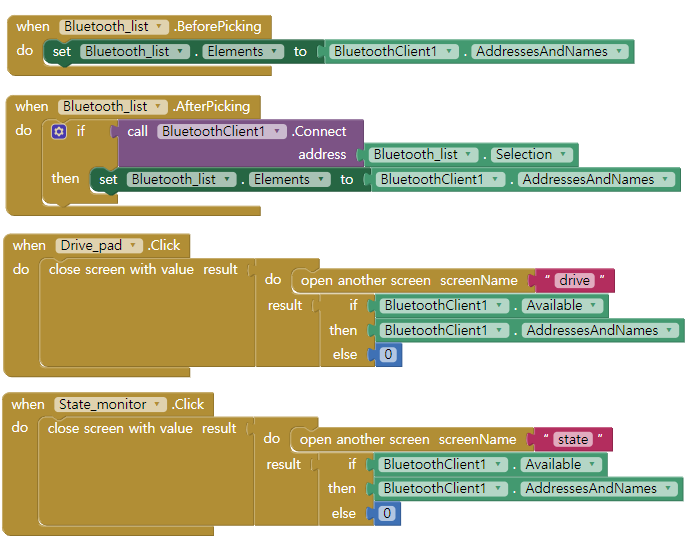 when Bluetooth_list .BeforePicking
do set Bluetooth_list . Elements to BluetoothClient1 . AddressesAndNames
when Bluetooth_list .AfterPicking
do if call BluetoothClient1 .Connect
address Bluetooth_list . Selection
then set Bluetooth_list . Elements to BluetoothClient1 . AddressesAndNames
when Drive_pad .Click
do close screen with value result do open another screen screenName " drive "
result if BluetoothClient1 . Available
then BluetoothClient1 . AddressesAndNames
else 0
when State_monitor .Click
do close screen with value result do open another screen screenName " state "
result if BluetoothClient1 . Available
then BluetoothClient1 . AddressesAndNames
else 0